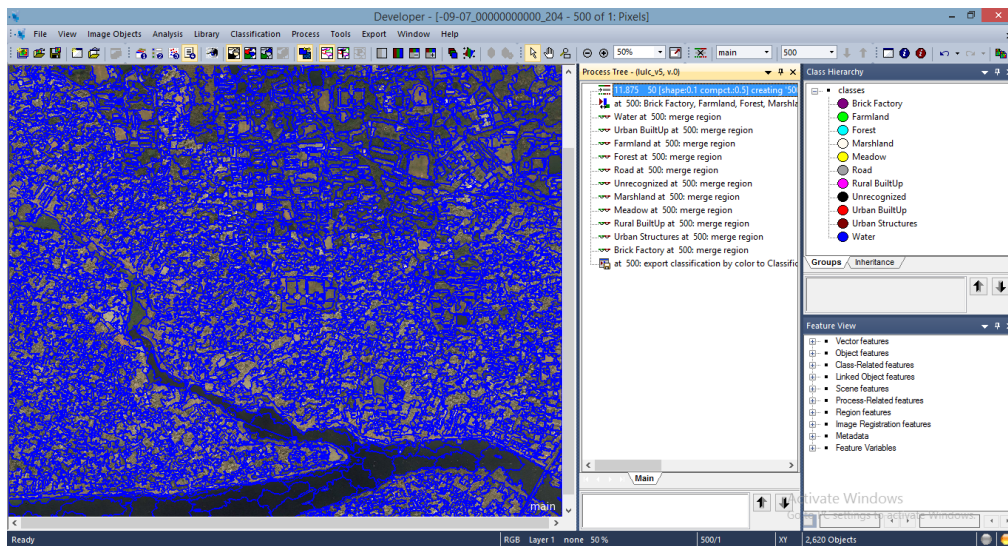 Developer - [-09-07_00000000000_204 - 500 of 1: Pixels]
File View Image Objects Analysis Library Classification Process Tools Export Window Help
50% main 500
Process Tree - (lulc_v5, v.0)
11.875 50 [shape:0.1 compct.:0.5] creating '500
at 500: Brick Factory, Farmland, Forest, Marshla
Water at 500: merge region
Urban BuiltUp at 500: merge region
Farmland at 500: merge region
Forest at 500: merge region
Road at 500: merge region
Unrecognized at 500: merge region
Marshland at 500: merge region
Meadow at 500: merge region
Rural BuiltUp at 500: merge region
Urban Structures at 500: merge region
Brick Factory at 500: merge region
at 500: export classification by color to Classific
Main
Class Hierarchy
classes
Brick Factory
Farmland
Forest
Marshland
Meadow
Road
Rural BuiltUp
Unrecognized
Urban BuiltUp
Urban Structures
Water
Groups Inheritance
Feature View
Vector features
Object features
Class-Related features
Linked Object features
Scene features
Process-Related features
Region features
Image Registration features
Metadata
Feature Variables
main
Activate Windows
settings to activate Windows.
Ready RGB Layer 1 none 50% 500/1 XY 2,620 Objects